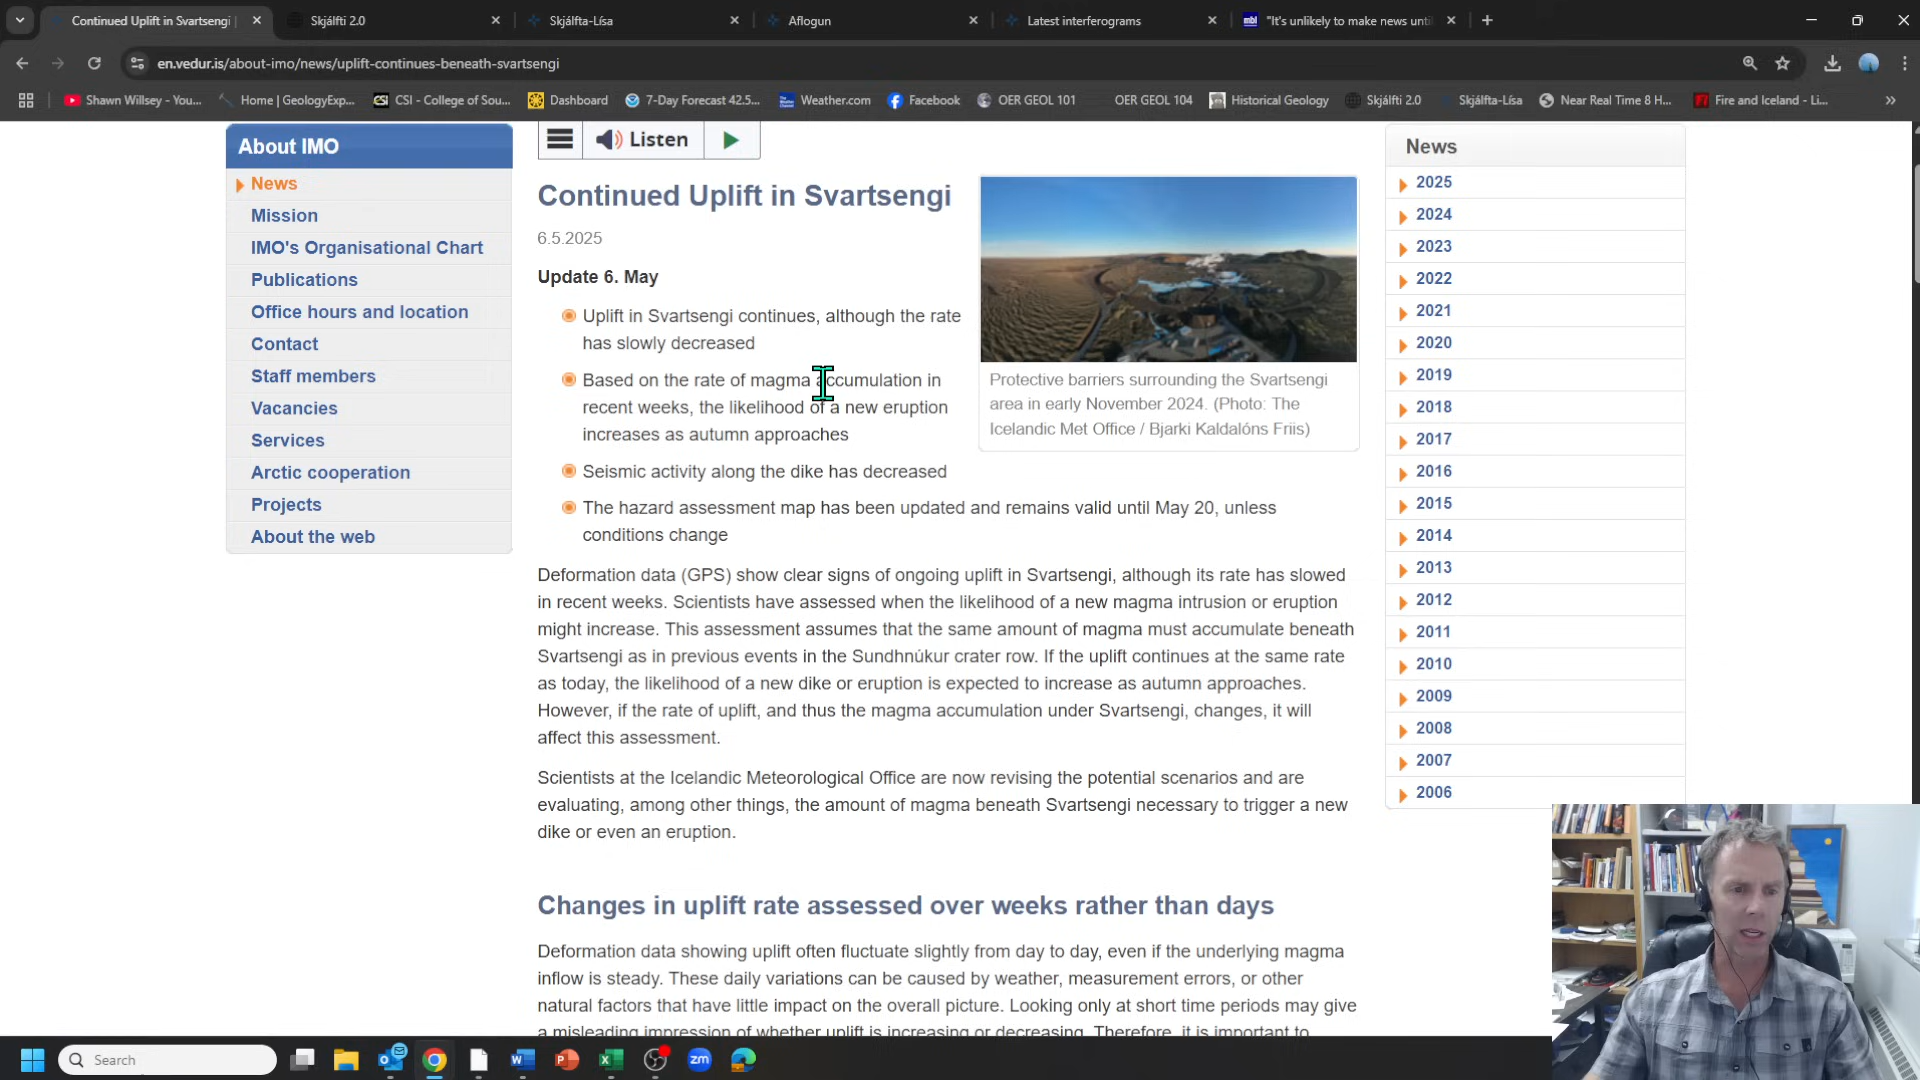 Continued Uplift in Svartsengi
Skjálfti 2.0
Skjálfta-Lísa
Aflogun
Latest interferograms
mbl "It's unlikely to make news unti
en.vedur.is/about-imo/news/uplift-continues-beneath-svartsengi
Shawn Willsey - You...
Home | GeologyExp...
CSI - College of Sou...
Dashboard
7-Day Forecast 42.5...
Weather.com
Facebook
OER GEOL 101
OER GEOL 104
Historical Geology
Skjálfti 2.0
Skjálfta-Lísa
Near Real Time 8 H...
Fire and Iceland - Li...
About IMO
News
Mission
IMO's Organisational Chart
Publications
Office hours and location
Contact
Staff members
Vacancies
Services
Arctic cooperation
Projects
About the web
Listen
Continued Uplift in Svartsengi
6.5.2025
Update 6. May
Uplift in Svartsengi continues, although the rate
has slowly decreased
Based on the rate of magma accumulation in
recent weeks, the likelihood of a new eruption
increases as autumn approaches
Seismic activity along the dike has decreased
The hazard assessment map has been updated and remains valid until May 20, unless
conditions change
Protective barriers surrounding the Svartsengi
area in early November 2024. (Photo: The
Icelandic Met Office / Bjarki Kaldalóns Friis)
Deformation data (GPS) show clear signs of ongoing uplift in Svartsengi, although its rate has slowed
in recent weeks. Scientists have assessed when the likelihood of a new magma intrusion or eruption
might increase. This assessment assumes that the same amount of magma must accumulate beneath
Svartsengi as in previous events in the Sundhnúkur crater row. If the uplift continues at the same rate
as today, the likelihood of a new dike or eruption is expected to increase as autumn approaches.
However, if the rate of uplift, and thus the magma accumulation under Svartsengi, changes, it will
affect this assessment.
Scientists at the Icelandic Meteorological Office are now revising the potential scenarios and are
evaluating, among other things, the amount of magma beneath Svartsengi necessary to trigger a new
dike or even an eruption.
Changes in uplift rate assessed over weeks rather than days
Deformation data showing uplift often fluctuate slightly from day to day, even if the underlying magma
inflow is steady. These daily variations can be caused by weather, measurement errors, or other
natural factors that have little impact on the overall picture. Looking only at short time periods may give
a misleading impression of whether uplift is increasing or decreasing. Therefore, it is important to
News
2025
2024
2023
2022
2021
2020
2019
2018
2017
2016
2015
2014
2013
2012
2011
2010
2009
2008
2007
2006
Search
zm